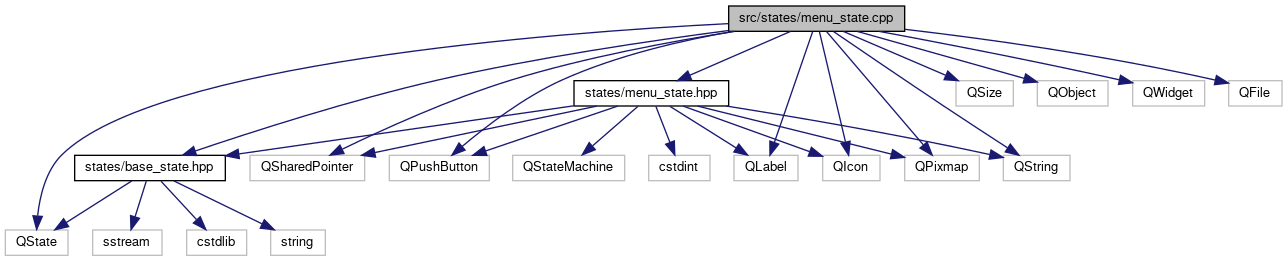 src/states/menu_state.cpp
states/menu_state.hpp
QSize
QObject
QWidget
QFile
states/base_state.hpp
QSharedPointer
QPushButton
QStateMachine
cstdint
QLabel
QIcon
QPixmap
QString
QState
sstream
cstdlib
string